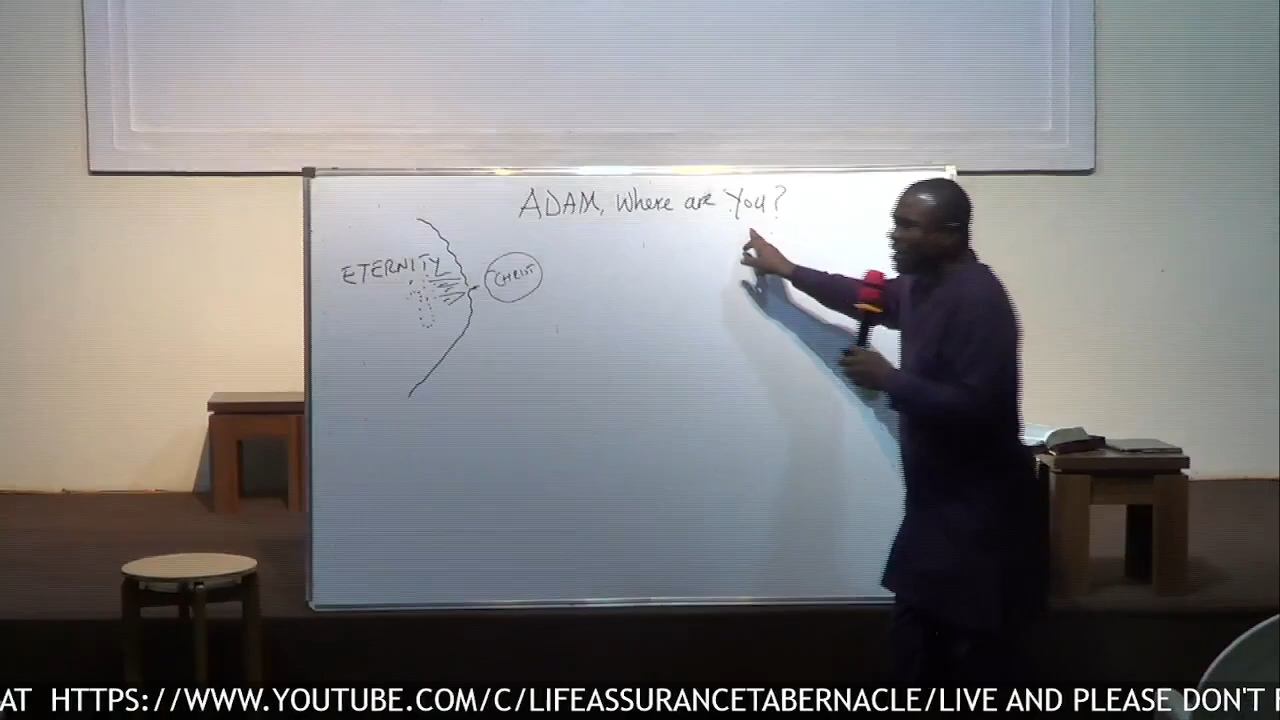 ADAM, Where are You?
ETERNITY
CHRIST
AT HTTPS://WWW.YOUTUBE.COM/C/LIFEASSURANCETABERNACLE/LIVE AND PLEASE DON'T